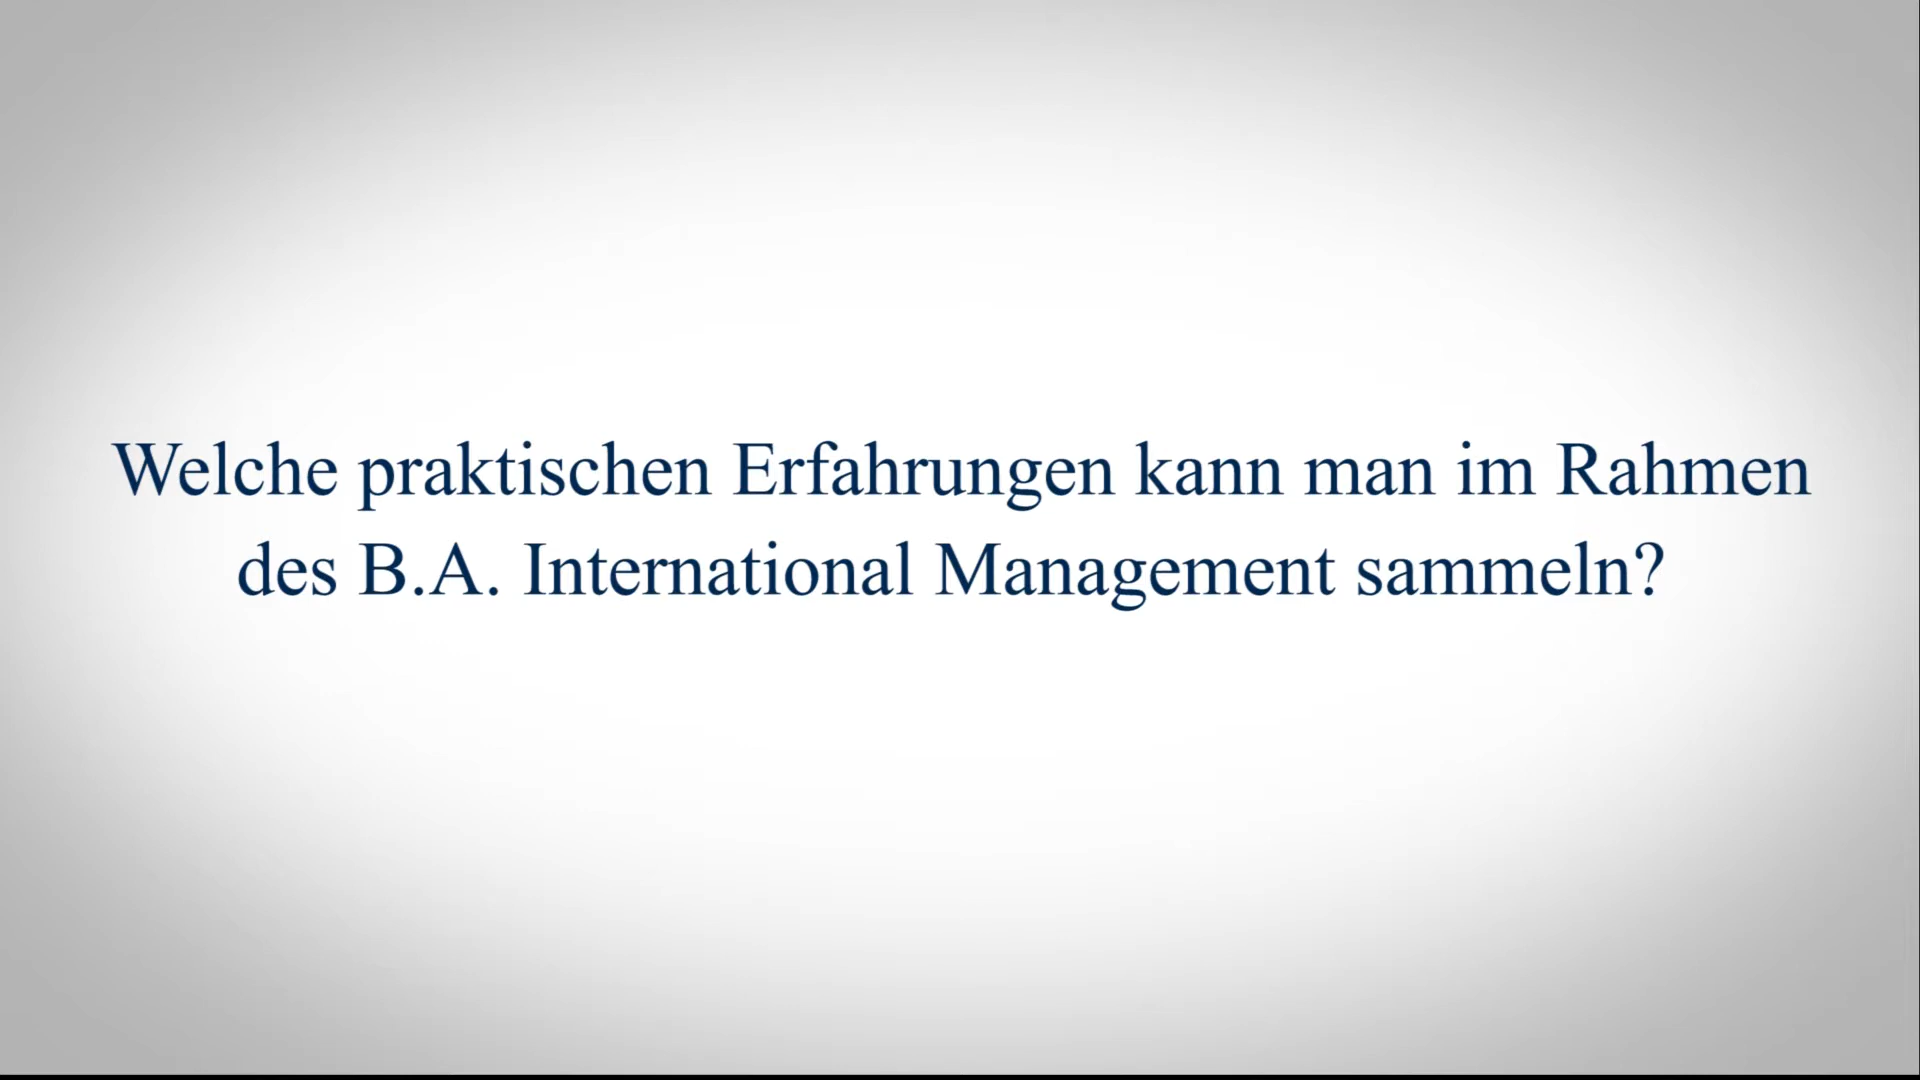 Welche praktischen Erfahrungen kann man im Rahmen
des B.A. International Management sammeln?